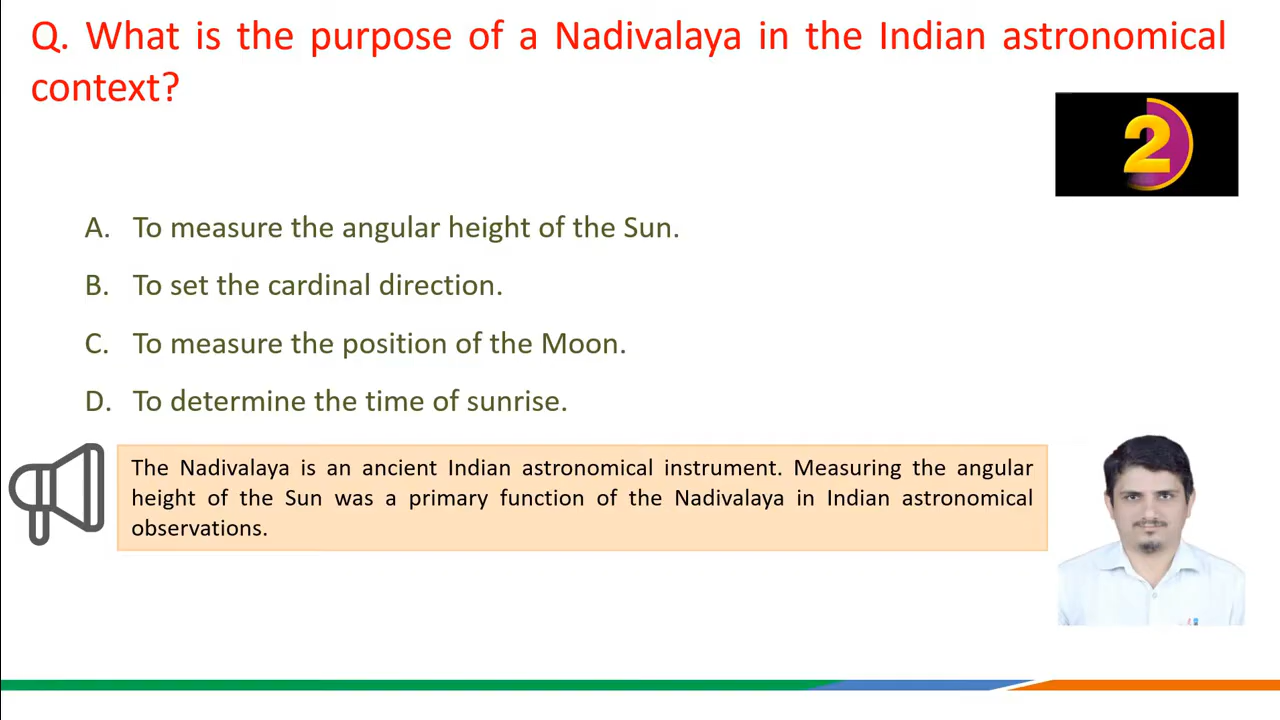 Q. What is the purpose of a Nadivalaya in the Indian astronomical
context?
2
A. To measure the angular height of the Sun.
B. To set the cardinal direction.
C. To measure the position of the Moon.
D. To determine the time of sunrise.
The Nadivalaya is an ancient Indian astronomical instrument. Measuring the angular
height of the Sun was a primary function of the Nadivalaya in Indian astronomical
observations.